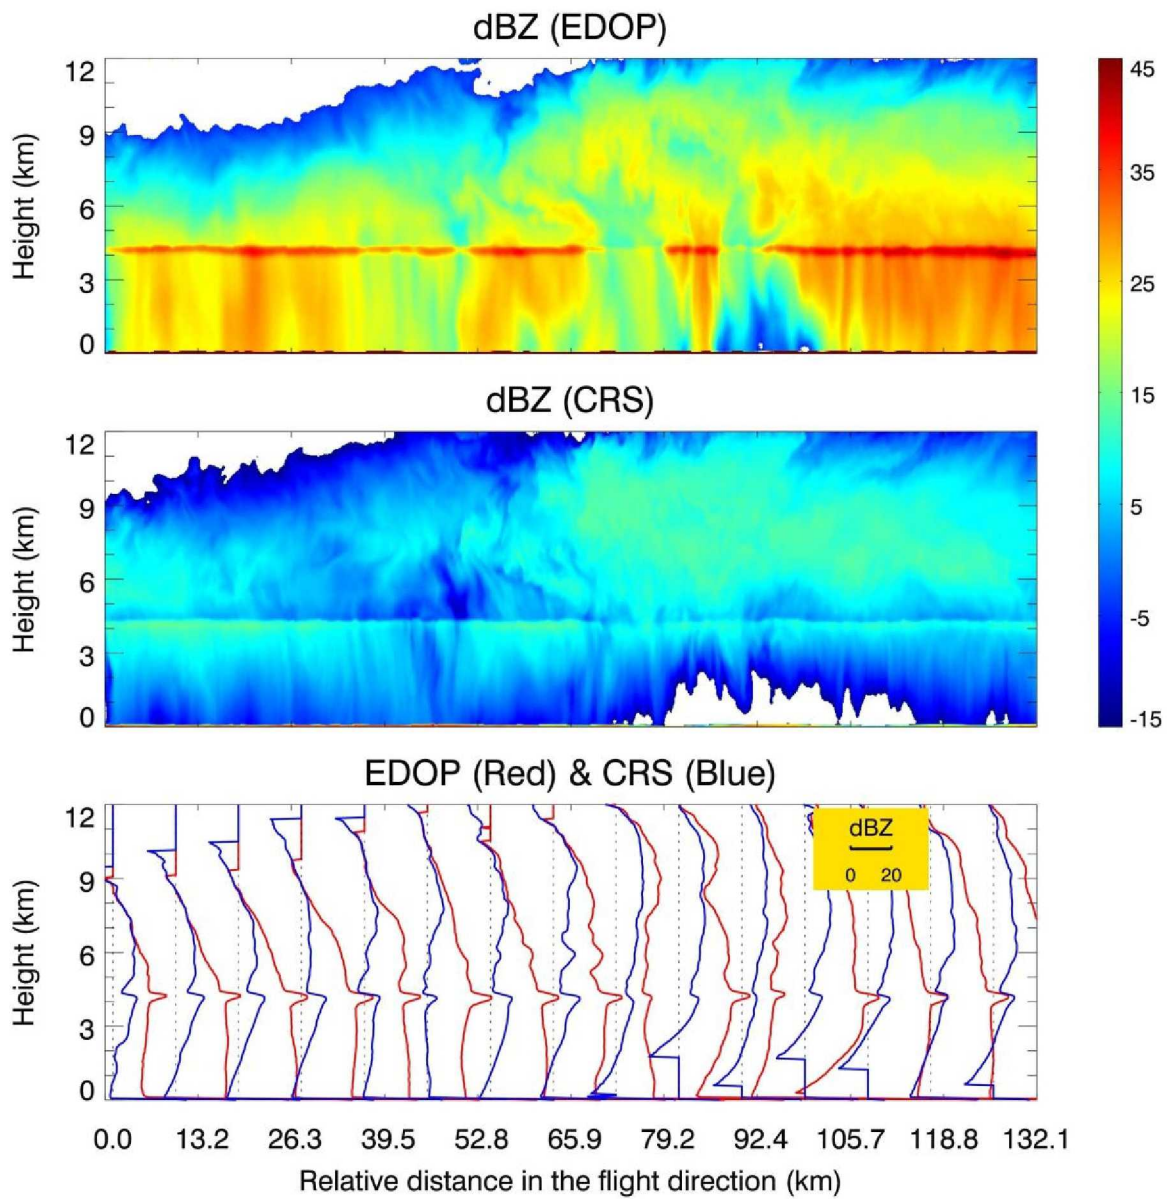 dBZ (EDOP)
12
9
6
3
0
Height (km)
45
35
25
15
5
-5
-15
dBZ (CRS)
12
9
6
3
0
Height (km)
EDOP (Red) & CRS (Blue)
12
9
6
3
0
Height (km)
dBZ
0 20
0.0 13.2 26.3 39.5 52.8 65.9 79.2 92.4 105.7 118.8 132.1
Relative distance in the flight direction (km)